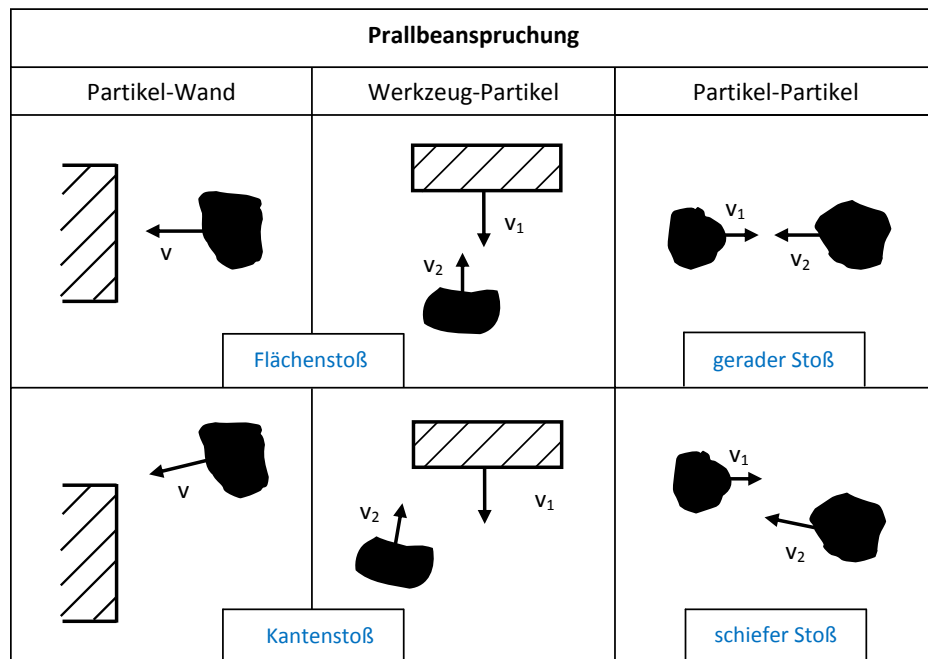 Prallbeanspruchung
Partikel-Wand
Werkzeug-Partikel
Partikel-Partikel
v
v₁
v₂
v₁
v₂
Flächenstoß
gerader Stoß
v
v₁
v₂
v₁
v₂
Kantenstoß
schiefer Stoß